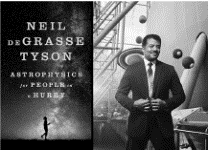 NEIL
DEGRASSE
TYSON
ASTROPHYSICS
for PEOPLE in
a HURRY